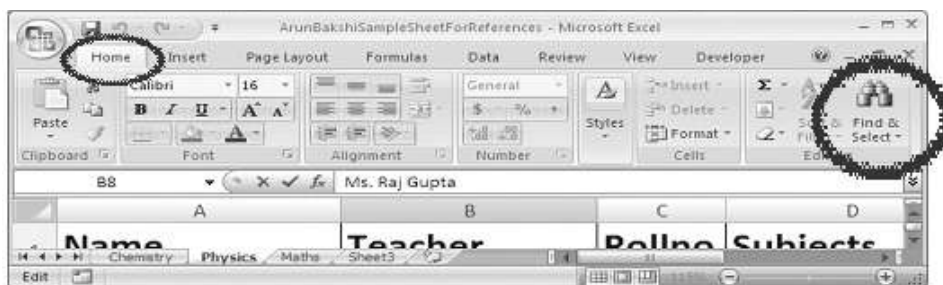 ArunBakshiSampleSheetForReferences - Microsoft Excel
Home Insert Page Layout Formulas Data Review View Developer
Calibri 16 General Insert Σ
Paste B I U A A $ % , Styles Delete Find &
Format Select
Clipboard Font Alignment Number Cells
B8 fx Ms. Raj Gupta
A B C D
Name Teacher Rollno Subjects
Chemistry Physics Maths Sheet3
Edit